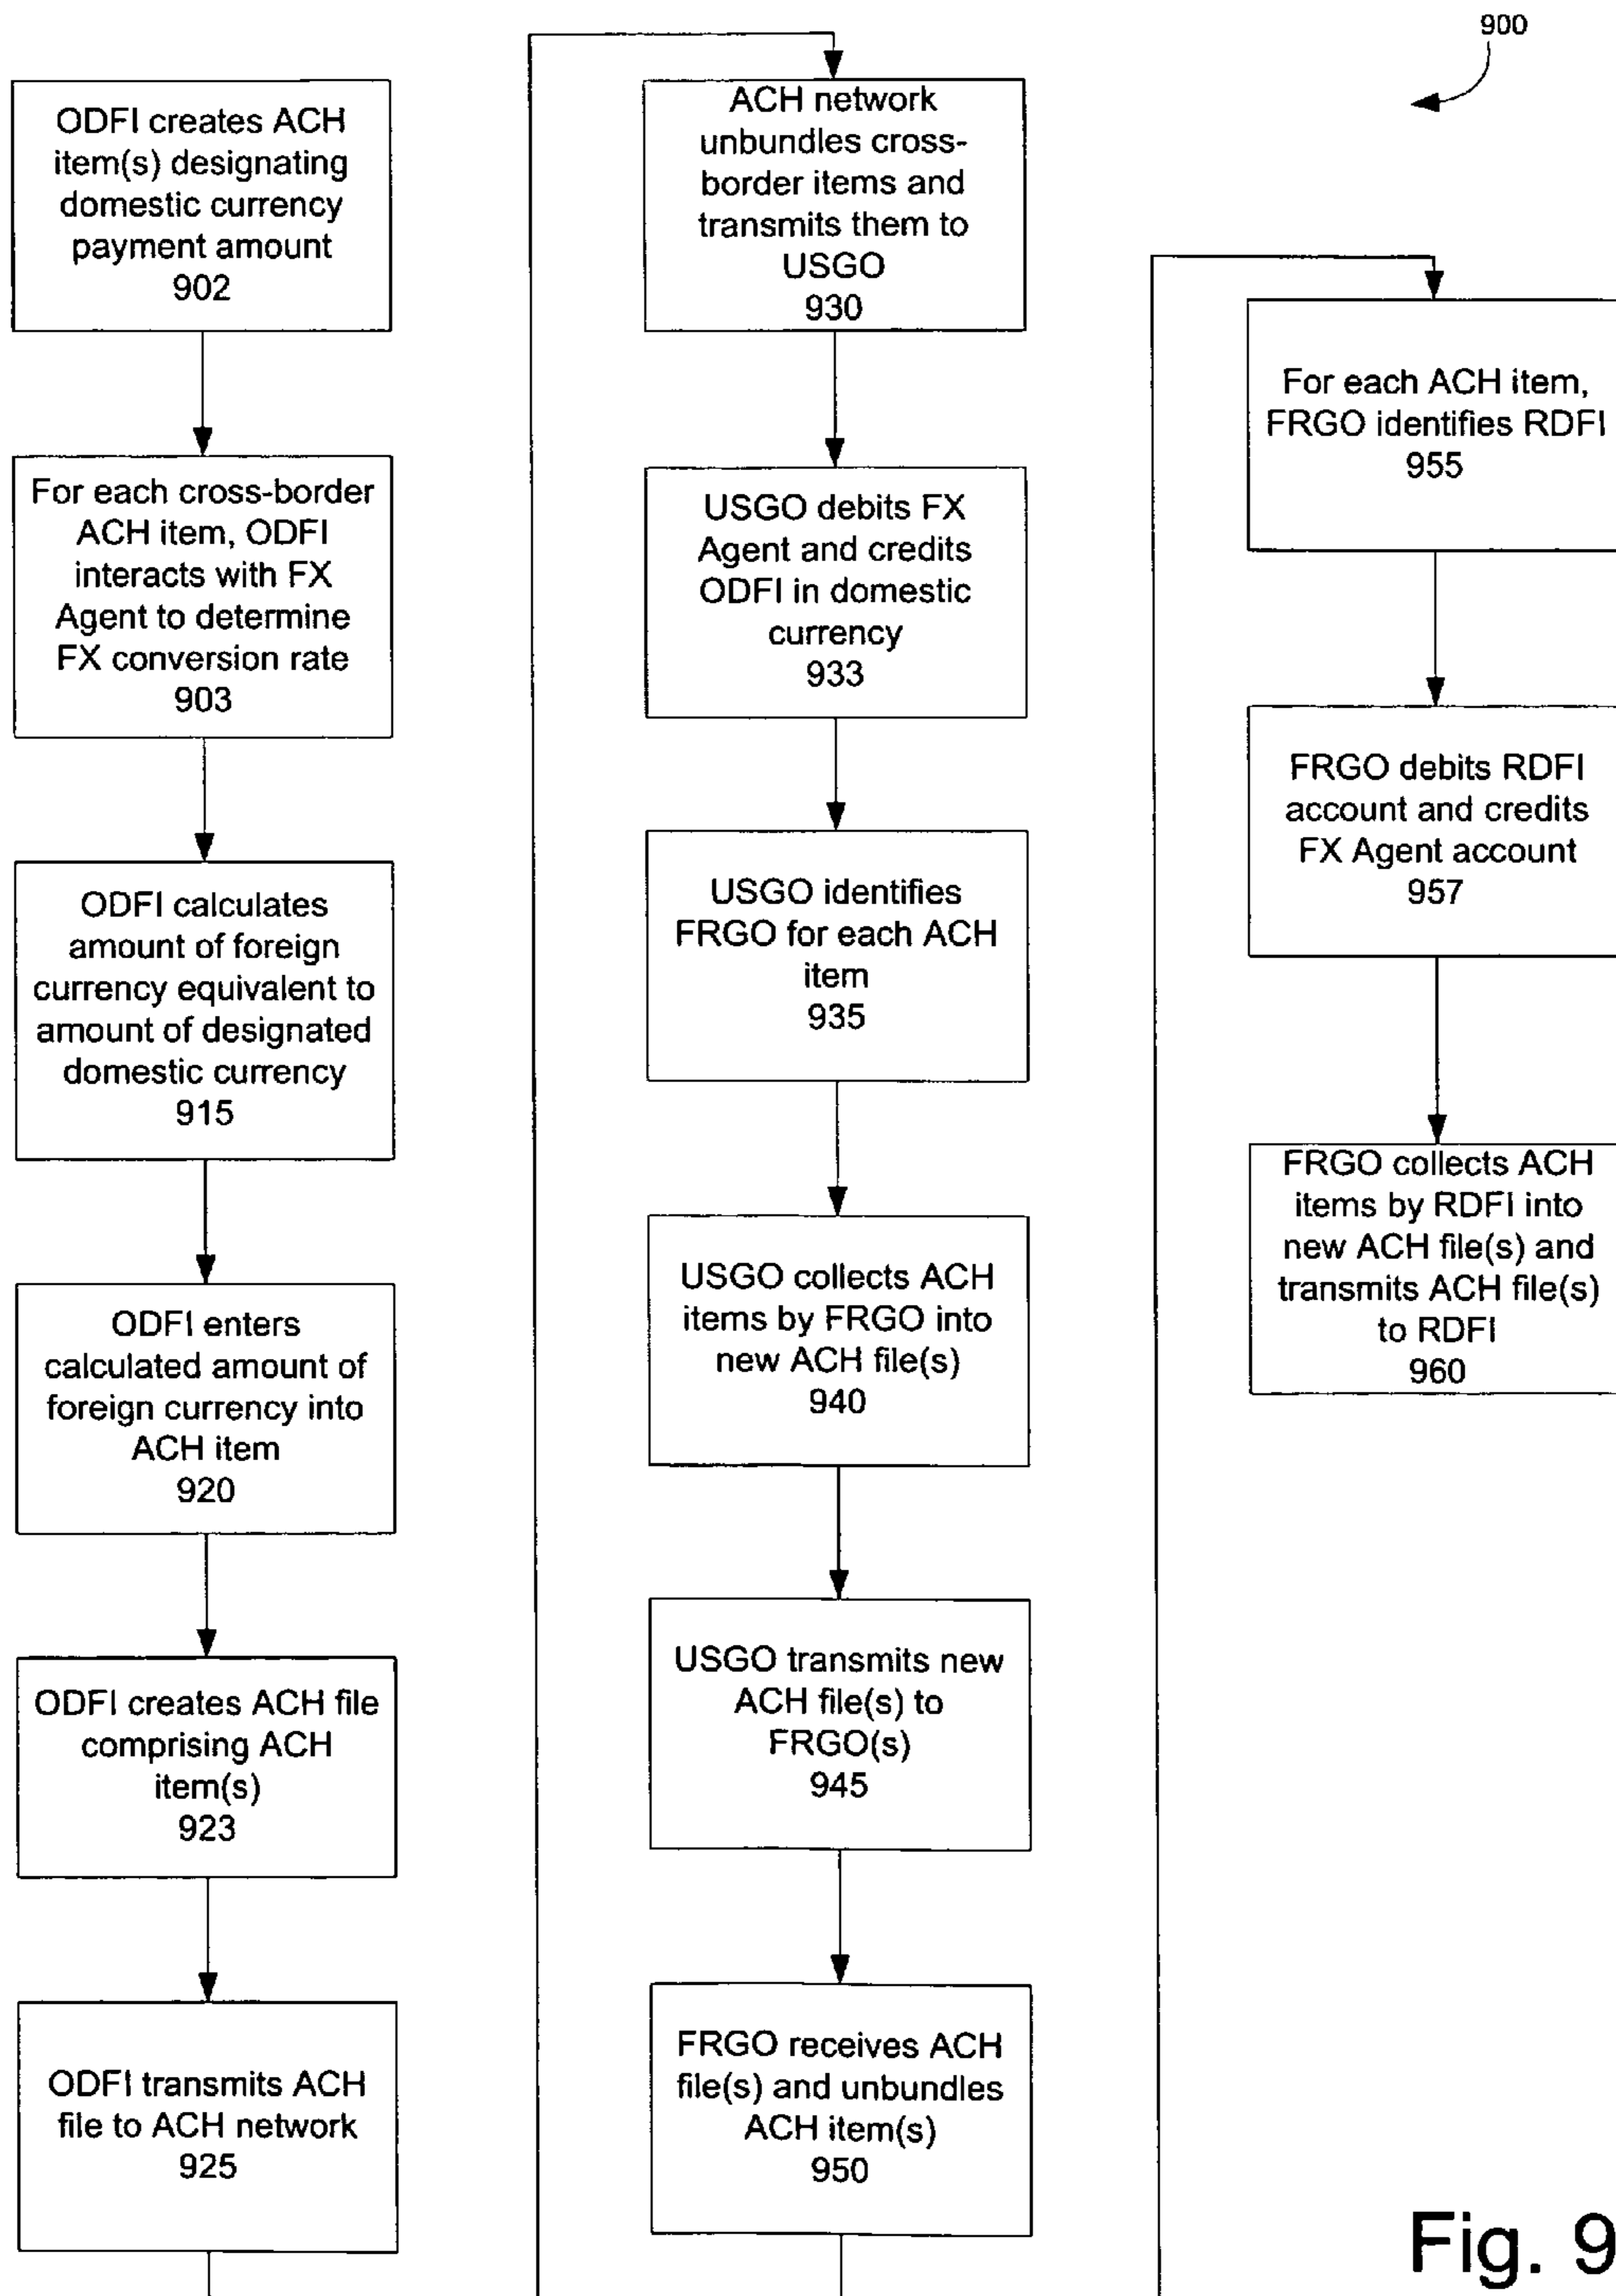 900
ODFI creates ACH
item(s) designating
domestic currency
payment amount
902
For each cross-border
ACH item, ODFI
interacts with FX
Agent to determine
FX conversion rate
903
ODFI calculates
amount of foreign
currency equivalent to
amount of designated
domestic currency
915
ODFI enters
calculated amount of
foreign currency into
ACH item
920
ODFI creates ACH file
comprising ACH
item(s)
923
ODFI transmits ACH
file to ACH network
925
ACH network
unbundles cross-
border items and
transmits them to
USGO
930
USGO debits FX
Agent and credits
ODFI in domestic
currency
933
USGO identifies
FRGO for each ACH
item
935
USGO collects ACH
items by FRGO into
new ACH file(s)
940
USGO transmits new
ACH file(s) to
FRGO(s)
945
FRGO receives ACH
file(s) and unbundles
ACH item(s)
950
For each ACH item,
FRGO identifies RDFI
955
FRGO debits RDFI
account and credits
FX Agent account
957
FRGO collects ACH
items by RDFI into
new ACH file(s) and
transmits ACH file(s)
to RDFI
960
Fig. 9